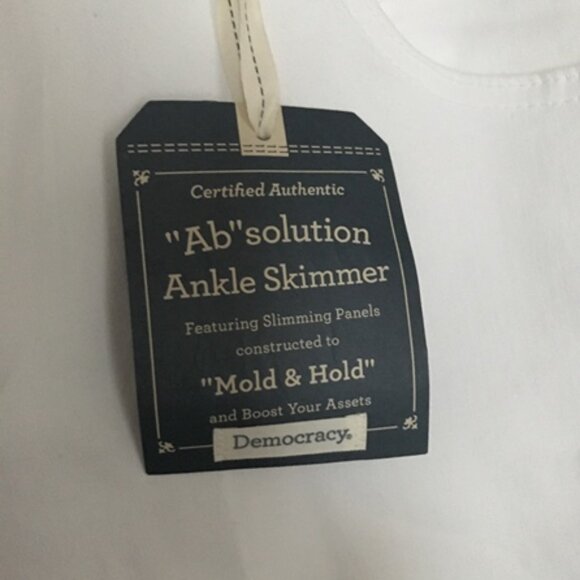 Certified Authentic
"Ab"solution
Ankle Skimmer
Featuring Slimming Panels
constructed to
"Mold & Hold"
and Boost Your Assets
Democracy®